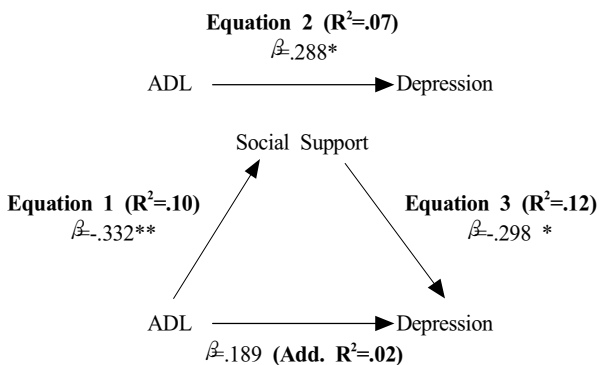 Equation 2 (R²=.07)
β=.288*
ADL Depression
Social Support
Equation 1 (R²=.10) Equation 3 (R²=.12)
β=-.332** β=-.298 *
ADL Depression
β=.189 (Add. R²=.02)